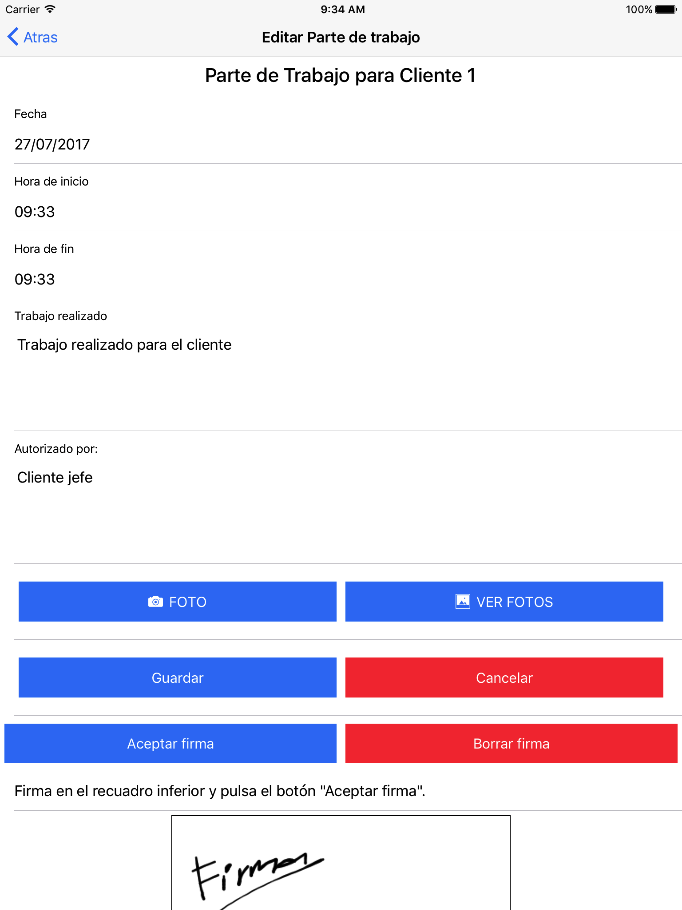 Carrier 9:34 AM 100%
Atras Editar Parte de trabajo
Parte de Trabajo para Cliente 1
Fecha
27/07/2017
Hora de inicio
09:33
Hora de fin
09:33
Trabajo realizado
Trabajo realizado para el cliente
Autorizado por:
Cliente jefe
FOTO VER FOTOS
Guardar Cancelar
Aceptar firma Borrar firma
Firma en el recuadro inferior y pulsa el botón "Aceptar firma".
Firma